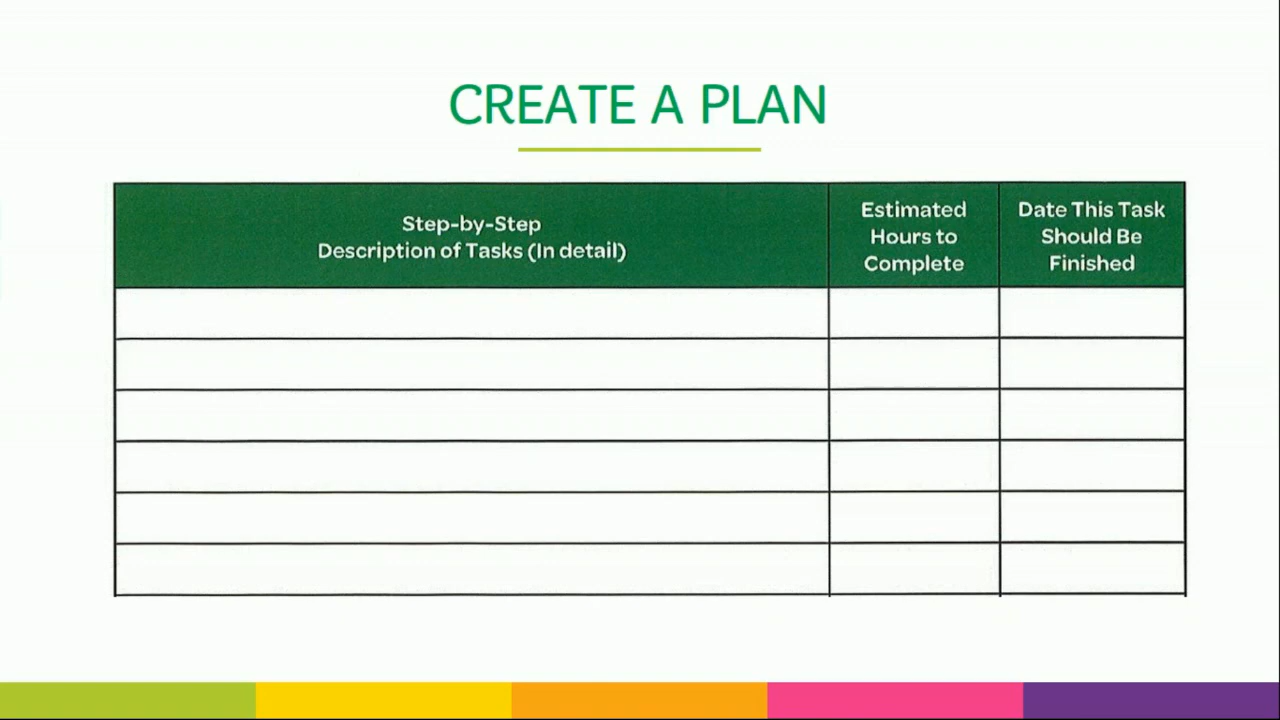 CREATE A PLAN
Step-by-Step
Description of Tasks (In detail)
Estimated
Hours to
Complete
Date This Task
Should Be
Finished